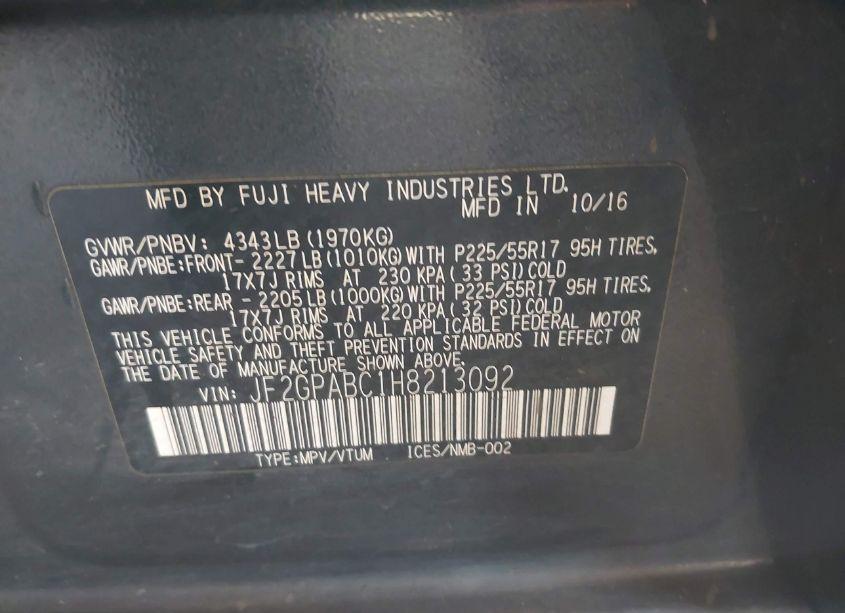 MFD BY FUJI HEAVY INDUSTRIES LTD.
MFD IN 10/16
GVWR/PNBV: 4343LB (1970KG)
GAWR/PNBE:FRONT- 2227LB (1010KG) WITH P225/55R17 95H TIRES,
17X7J RIMS AT 230 KPA ( 33 PSI) COLD
GAWR/PNBE:REAR - 2205LB (1000KG) WITH P225/55R17 95H TIRES,
17X7J RIMS AT 220 KPA ( 32 PSI) COLD
THIS VEHICLE CONFORMS TO ALL APPLICABLE FEDERAL MOTOR
VEHICLE SAFETY AND THEFT PREVENTION STANDARDS IN EFFECT ON
THE DATE OF MANUFACTURE SHOWN ABOVE.
VIN: JF2GPABC1H8213092
TYPE:MPV/VTUM ICES/NMB-002